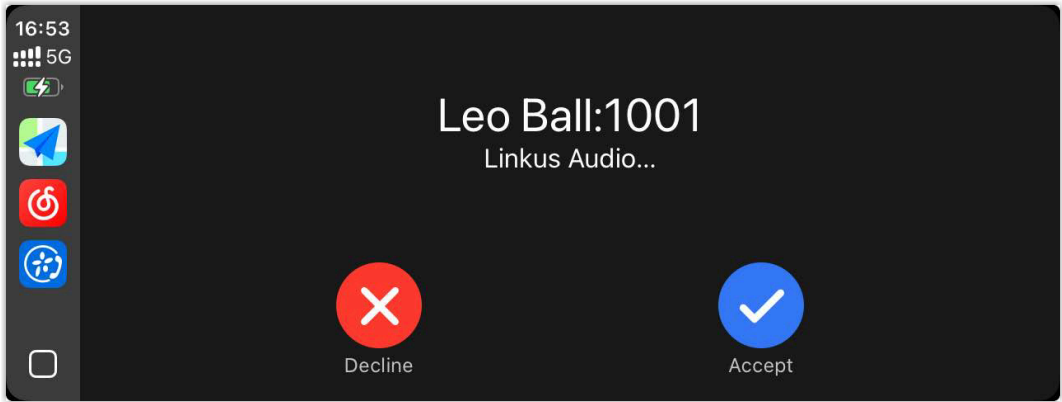 16:53
5G
Leo Ball:1001
Linkus Audio...
Decline
Accept